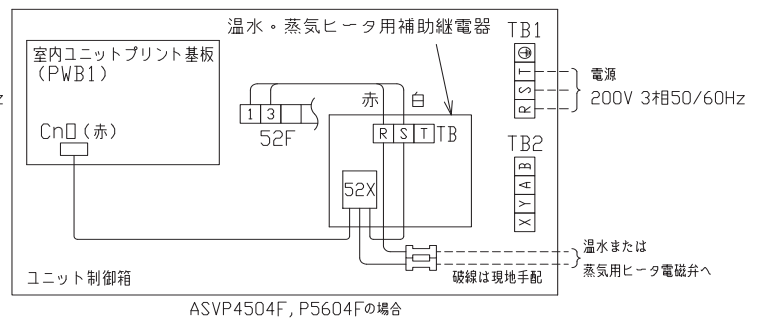 温水・蒸気ヒータ用補助継電器
TB1
室内ユニットプリント基板
(PWB1)
Cn▯(赤)
1 3
52F
赤 白
R S T TB
52X
T
S
R
電源
200V 3相50/60Hz
TB2
B
A
Y
X
温水または
蒸気用ヒータ電磁弁へ
ユニット制御箱
破線は現地手配
ASVP4504F, P5604Fの場合